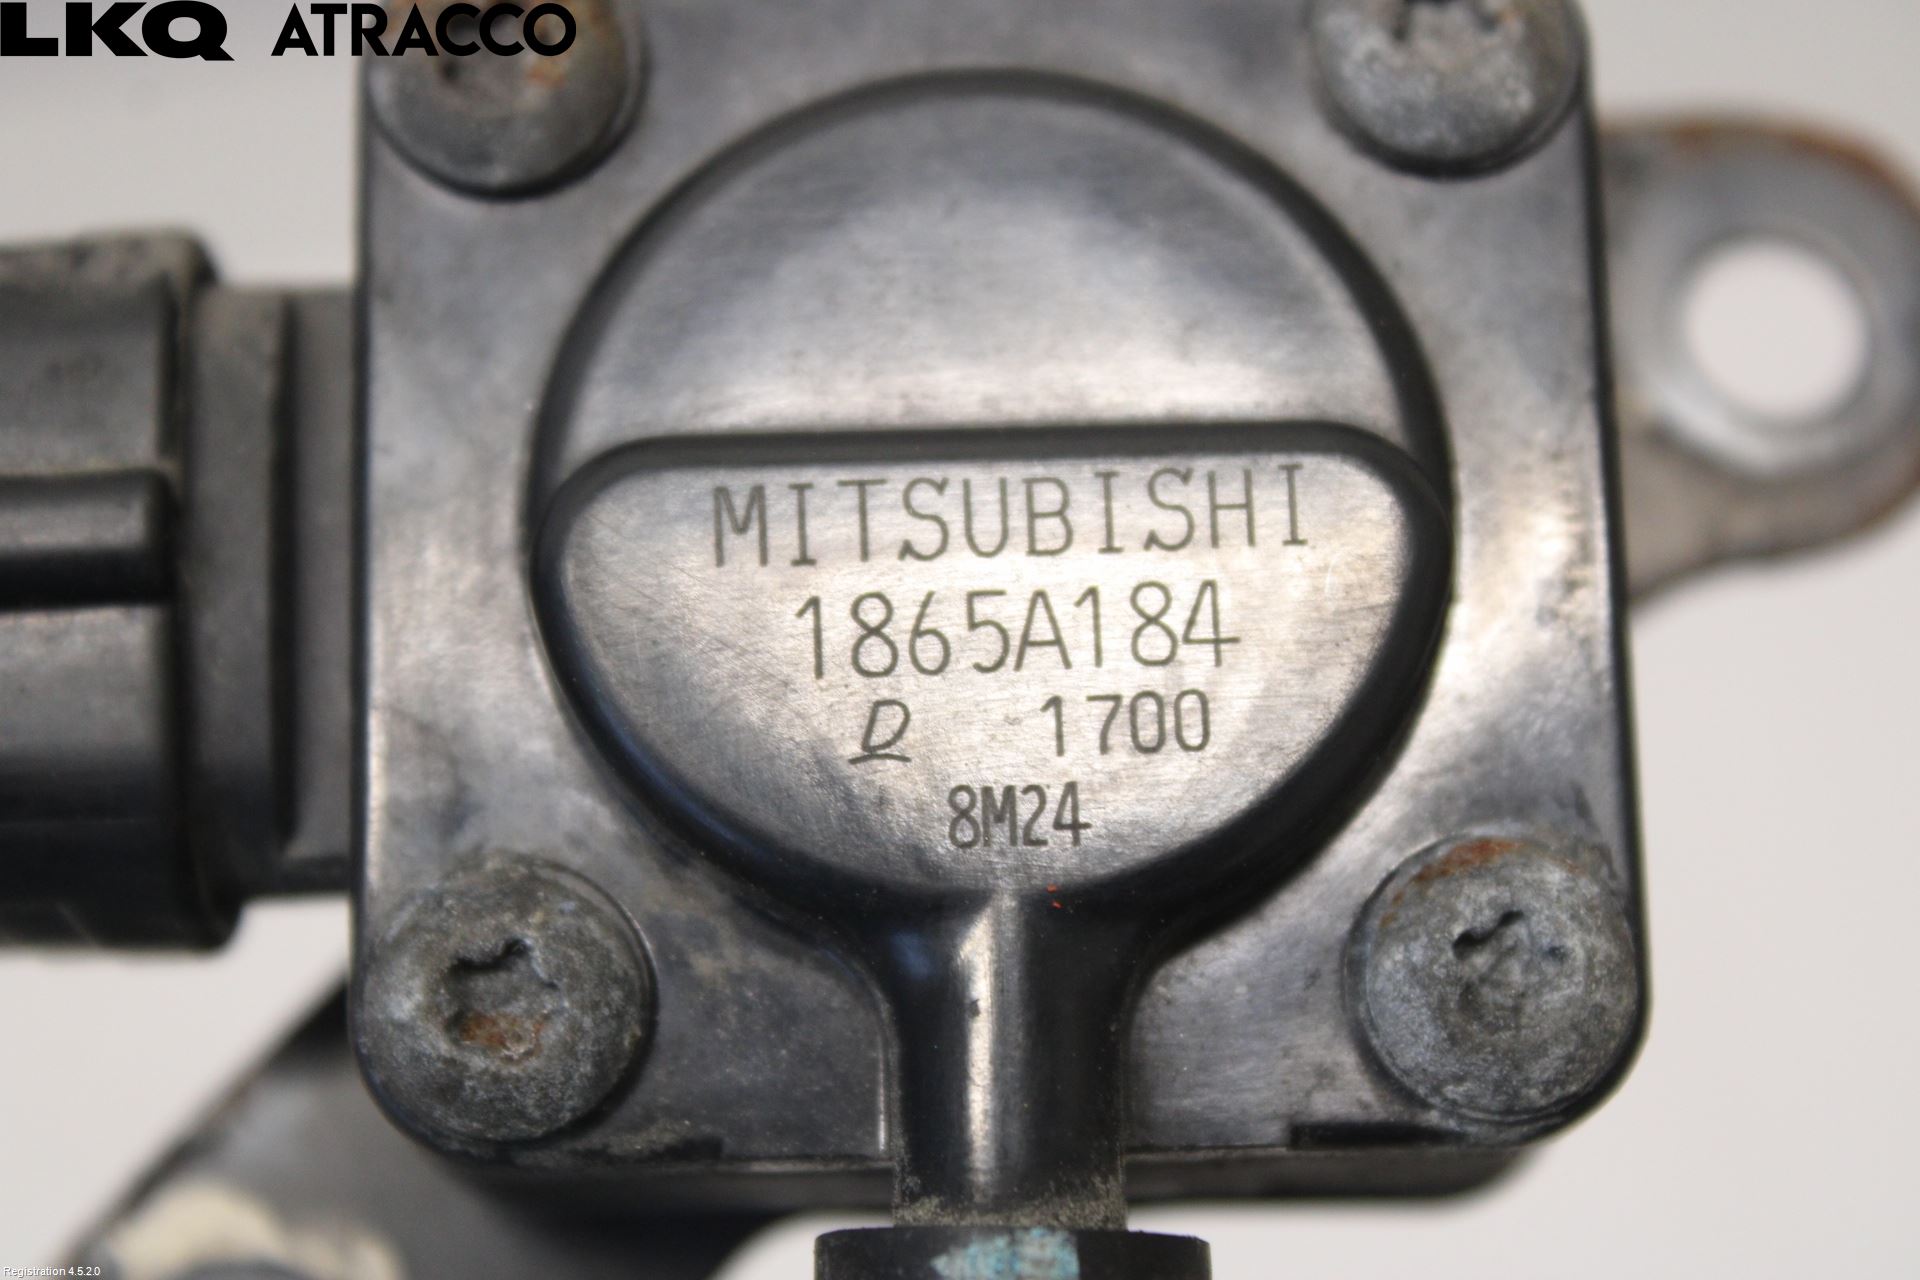 LKQ ATRACCO
MITSUBISHI
1865A184
D 1700
8M24
Registration 4.5.2.0